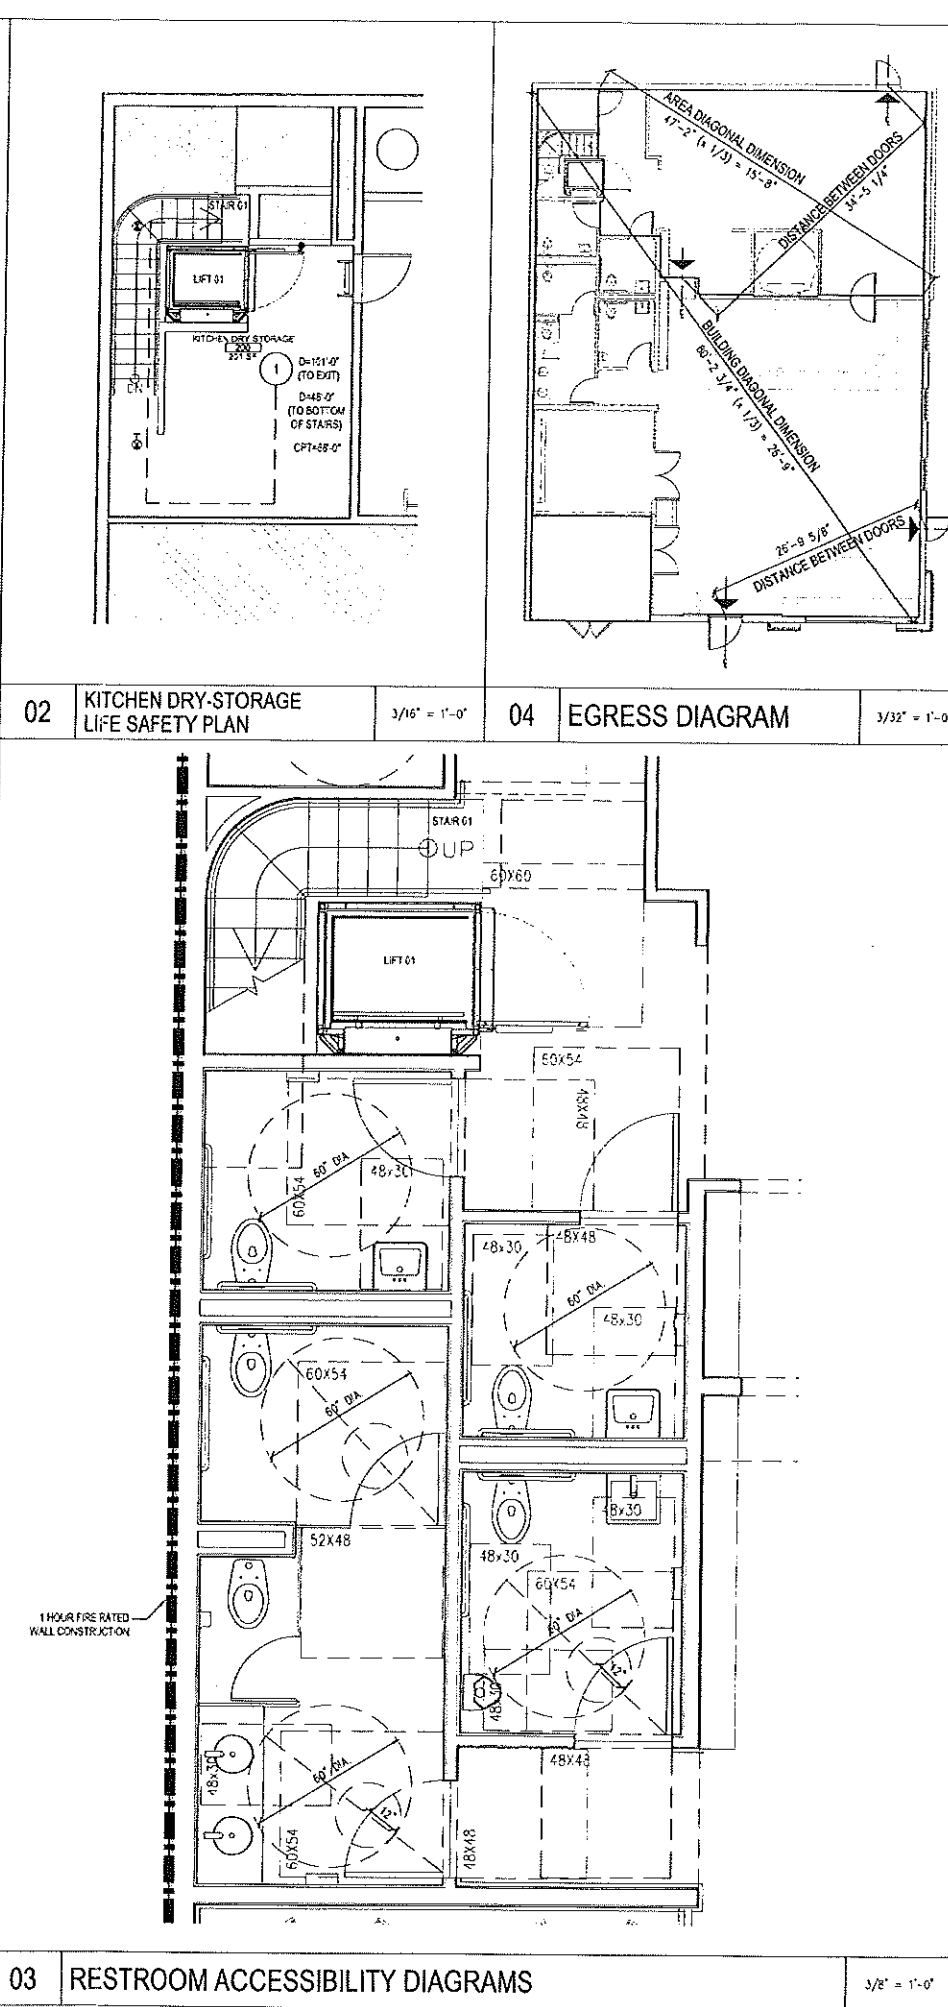 STAIR 01
LIFT 01
KITCHEN DRY STORAGE
200
201 SF
1
D=101'-0"
(TO EXIT)
D=48'-0"
(TO BOTTOM
OF STAIRS)
DN
02
KITCHEN DRY-STORAGE
LIFE SAFETY PLAN
3/16" = 1'-0"
AREA DIAGONAL DIMENSION
47'-2" (x 1/3) = 15'-8"
DISTANCE BETWEEN DOORS
34'-5 1/4"
BUILDING DIAGONAL DIMENSION
80'-2 3/4" (x 1/3) = 26'-9"
26'-9 5/8"
DISTANCE BETWEEN DOORS
04
EGRESS DIAGRAM
3/32" = 1'-0
STAIR 01
UP
60X60
LIFT 01
60X54
48X48
60" DIA
48x30
60X54
48x30
48X48
60" DIA.
48x30
60X54
60" DIA.
52X48
48x30
48x30
60X54
60" DIA
12"
48x30
1 HOUR FIRE RATED
WALL CONSTRUCTION
48x30
60" DIA.
12"
60X54
48X48
48X48
03
RESTROOM ACCESSIBILITY DIAGRAMS
3/8" = 1'-0"